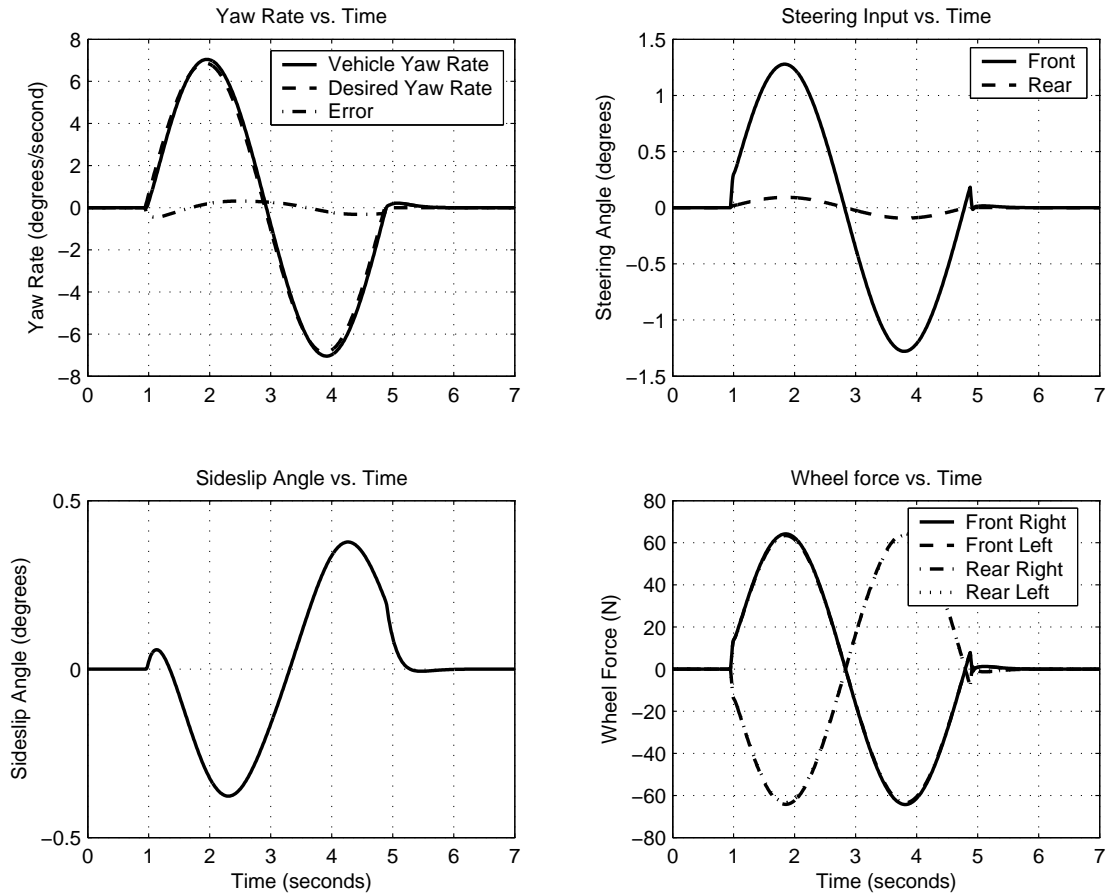 Yaw Rate vs. Time
8
6
4
2
0
−2
−4
−6
−8
Yaw Rate (degrees/second)
Vehicle Yaw Rate
Desired Yaw Rate
Error
0 1 2 3 4 5 6 7
Steering Input vs. Time
1.5
1
0.5
0
−0.5
−1
−1.5
Steering Angle (degrees)
Front
Rear
0 1 2 3 4 5 6 7
Sideslip Angle vs. Time
0.5
0
−0.5
Sideslip Angle (degrees)
0 1 2 3 4 5 6 7
Time (seconds)
Wheel force vs. Time
80
60
40
20
0
−20
−40
−60
−80
Wheel Force (N)
Front Right
Front Left
Rear Right
Rear Left
0 1 2 3 4 5 6 7
Time (seconds)